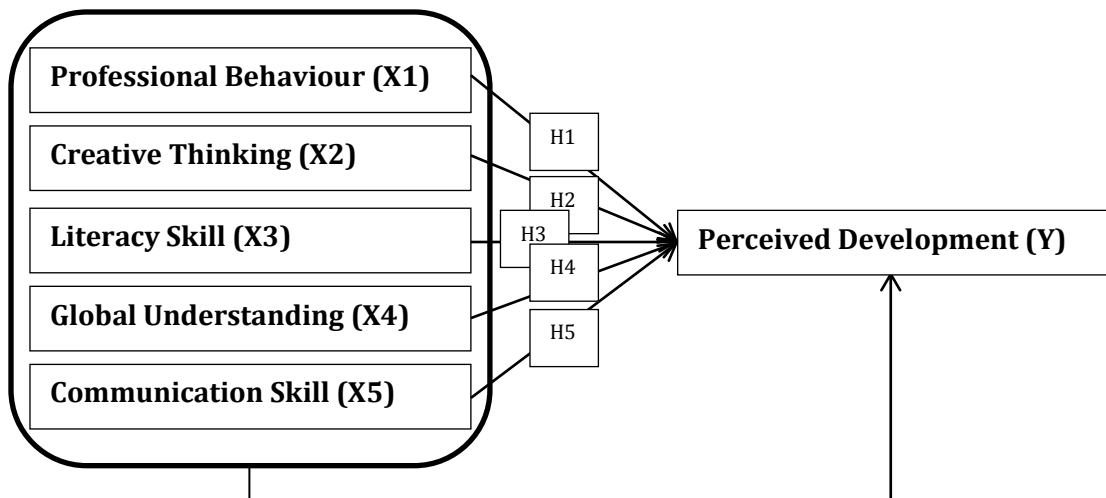 Professional Behaviour (X1)
H1
Creative Thinking (X2)
H2
Literacy Skill (X3)
H3
Perceived Development (Y)
H4
Global Understanding (X4)
H5
Communication Skill (X5)